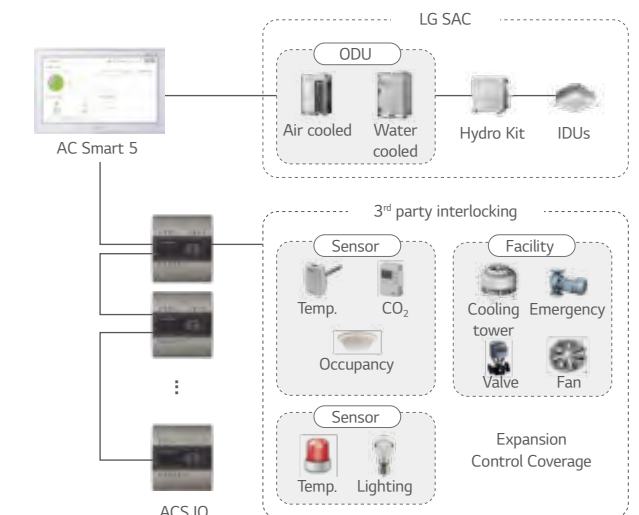 LG SAC
ODU
Air cooled
Water
cooled
Hydro Kit
IDUs
AC Smart 5
3rd party interlocking
Sensor
Temp.
CO₂
Occupancy
Facility
Cooling
tower
Emergency
Valve
Fan
Sensor
Temp.
Lighting
Expansion
Control Coverage
ACS IO